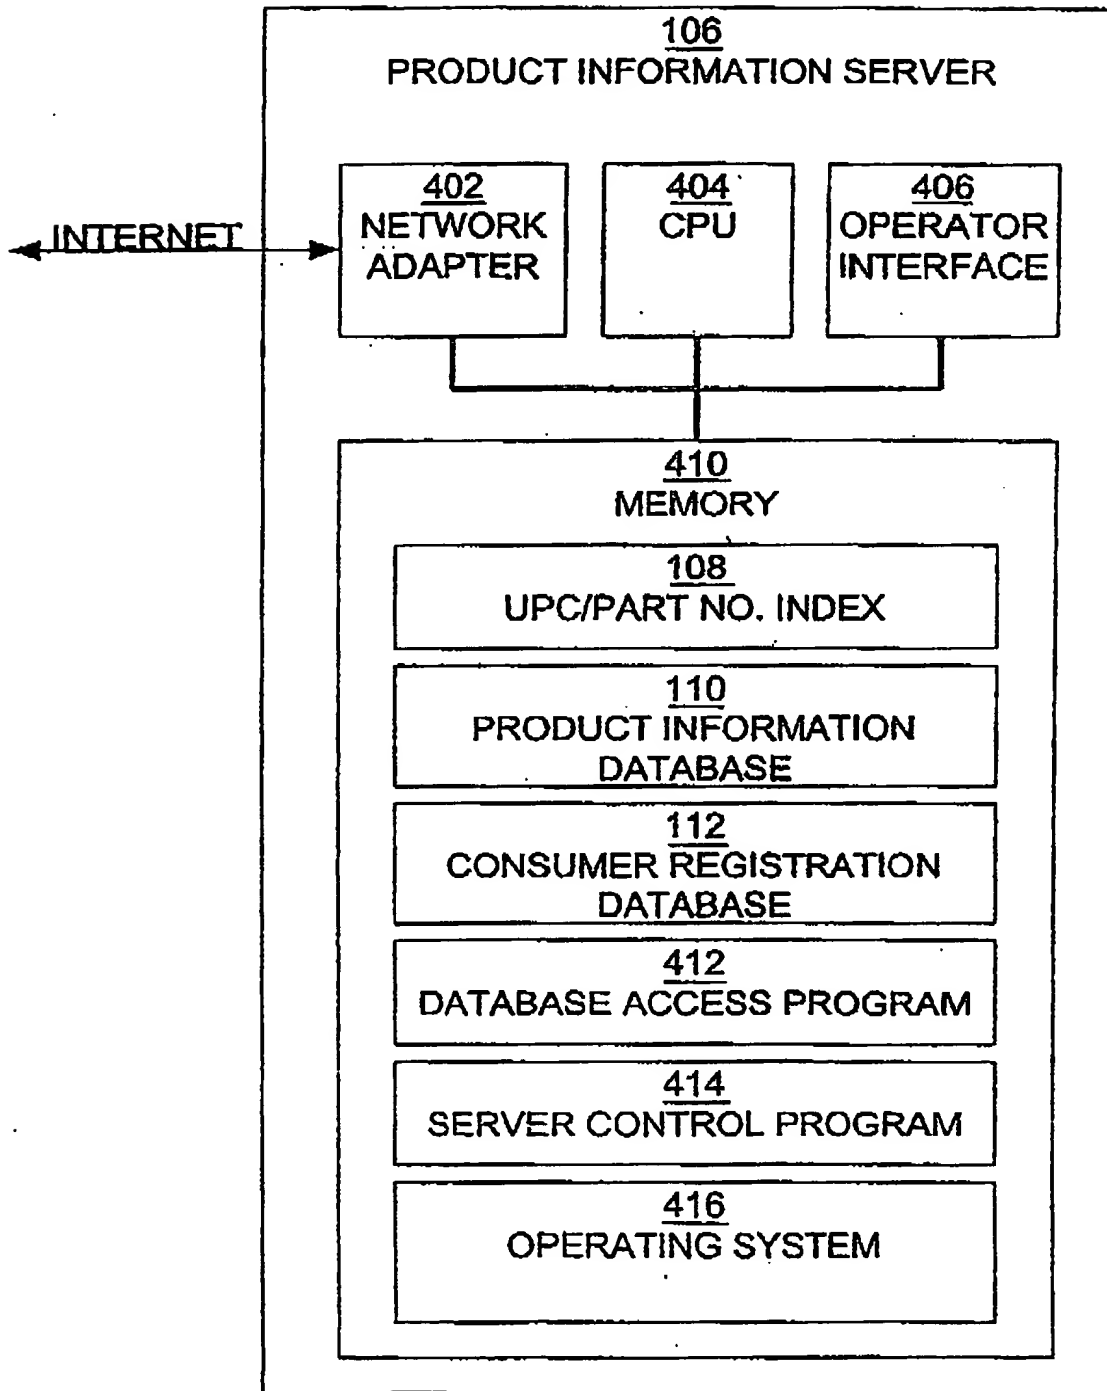 106
PRODUCT INFORMATION SERVER
402
NETWORK
ADAPTER
404
CPU
406
OPERATOR
INTERFACE
INTERNET
410
MEMORY
108
UPC/PART NO. INDEX
110
PRODUCT INFORMATION
DATABASE
112
CONSUMER REGISTRATION
DATABASE
412
DATABASE ACCESS PROGRAM
414
SERVER CONTROL PROGRAM
416
OPERATING SYSTEM